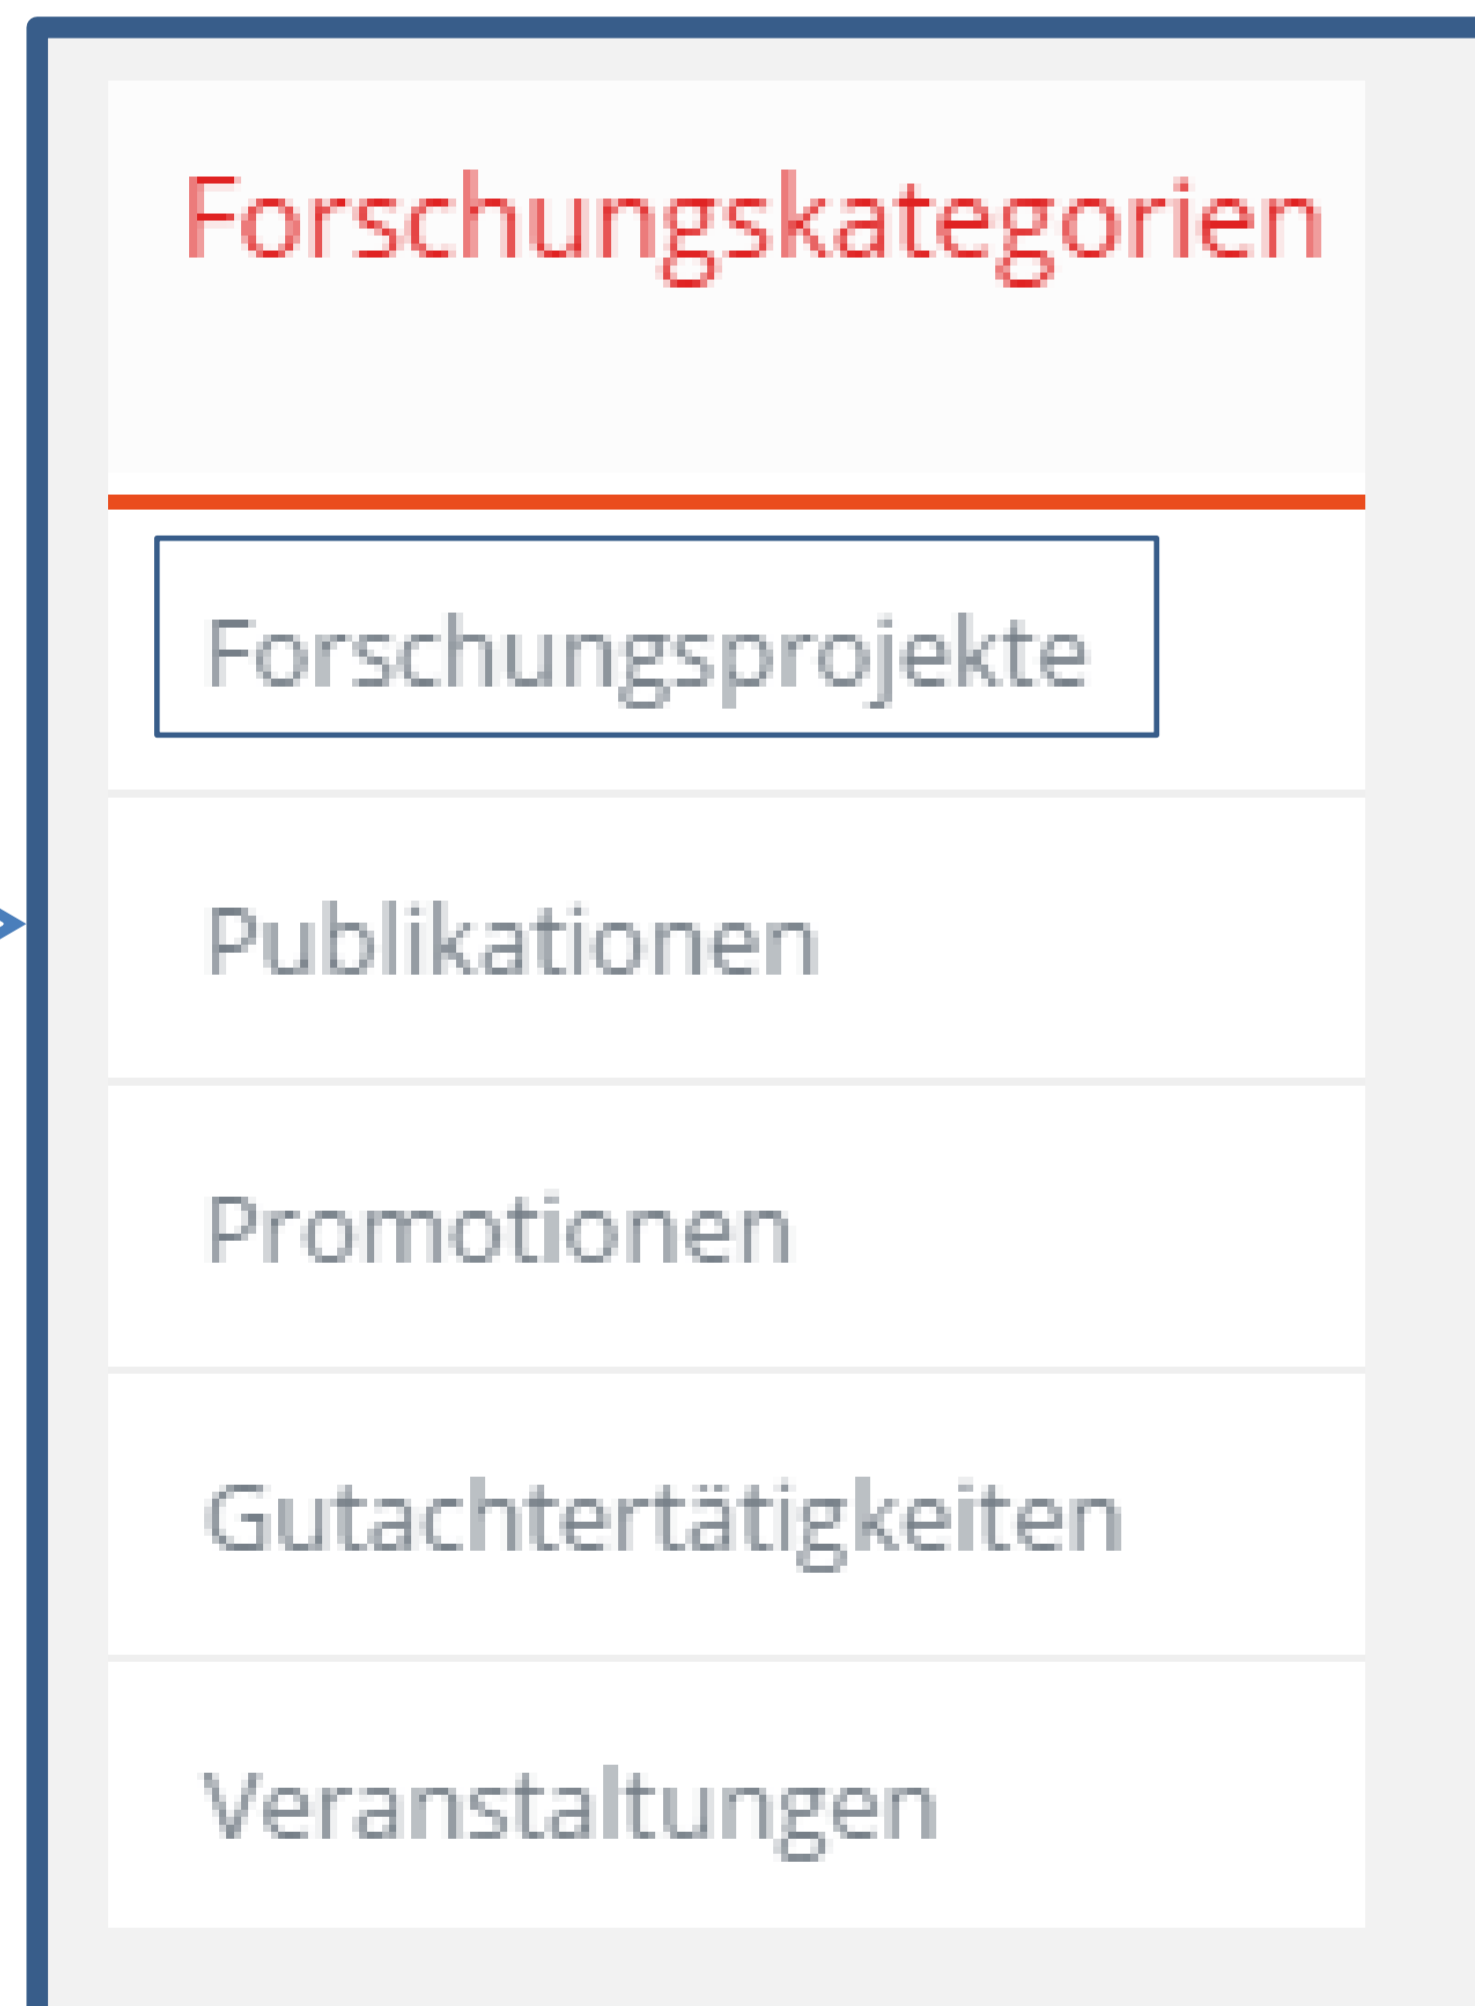 Forschungskategorien
Forschungsprojekte
Publikationen
Promotionen
Gutachtertätigkeiten
Veranstaltungen